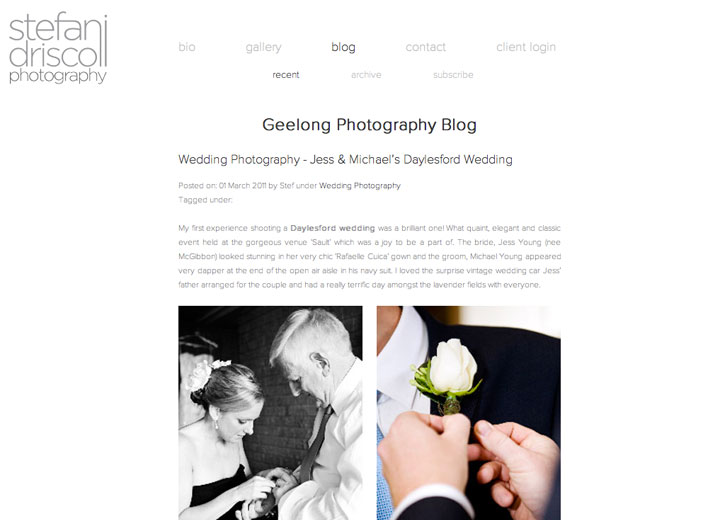 stefani
driscoll
photography
bio gallery blog contact client login
recent archive subscribe
Geelong Photography Blog
Wedding Photography - Jess & Michael's Daylesford Wedding
Posted on: 01 March 2011 by Stef under Wedding Photography
Tagged under:
My first experience shooting a Daylesford wedding was a brilliant one! What quaint, elegant and classic
event held at the gorgeous venue 'Sault' which was a joy to be a part of. The bride, Jess Young (nee
McGibbon) looked stunning in her very chic 'Rafaelle Cuica' gown and the groom, Michael Young appeared
very dapper at the end of the open air aisle in his navy suit. I loved the surprise vintage wedding car Jess'
father arranged for the couple and had a really terrific day amongst the lavender fields with everyone.